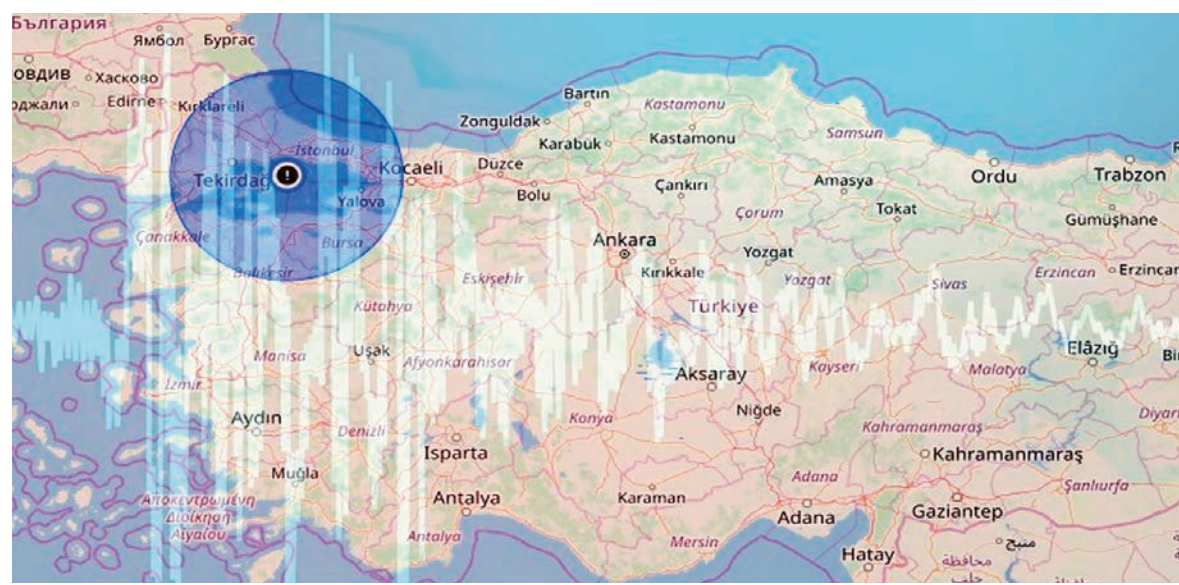 България
Ямбол
Бургас
ОВДИВ
Хасково
Edirne
Kırklareli
Bartın
Kastamonu
Zonguldak
Karabük
Kastamonu
Samsun
İstanbul
Tekirdağ
!
Kocaeli
Düzce
Bolu
Yalova
Çankırı
Amasya
Ordu
Trabzon
Çorum
Tokat
Gümüşhane
Çanakkale
Bursa
Ankara
Yozgat
Balıkesir
Eskişehir
Kırıkkale
Yozgat
Sivas
Erzincan
Erzincan
Kütahya
Türkiye
Manisa
Uşak
Afyonkarahisar
Elâzığ
İzmir
Aksaray
Kayseri
Malatya
Aydın
Denizli
Konya
Niğde
Kahramanmaraş
Isparta
Kahramanmaraş
Muğla
Antalya
Karaman
Adana
Şanlıurfa
Αποκεντρωμένη
Διοίκηση
Αιγαίου
Antalya
Mersin
Adana
Gaziantep
Hatay
منبج
محافظة
حلب